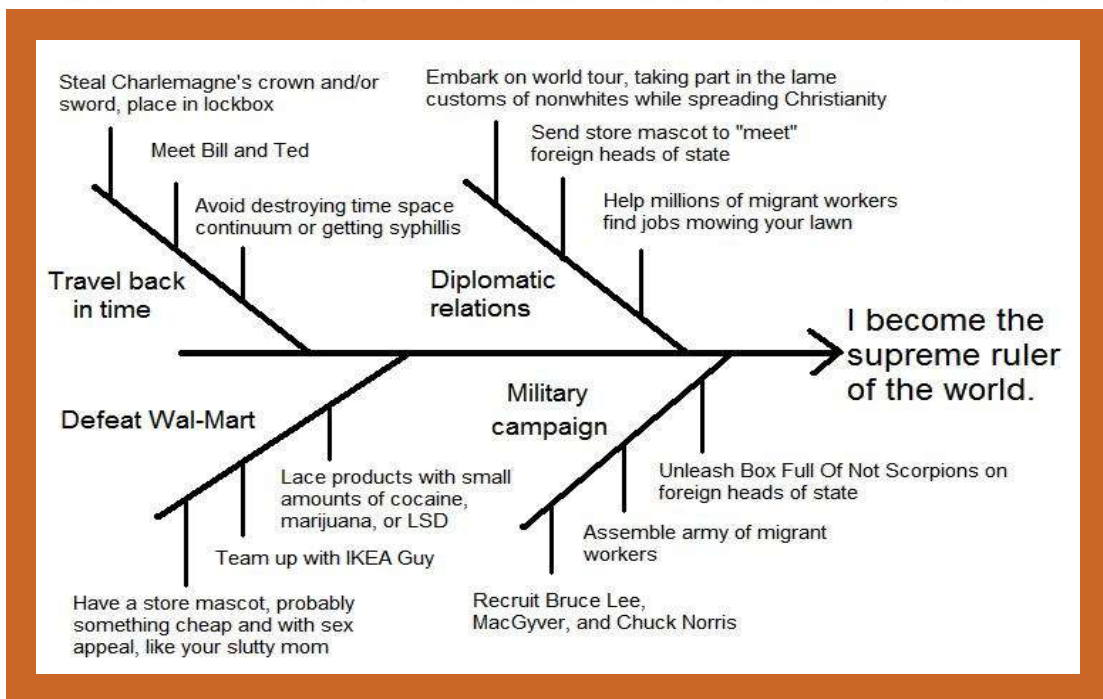 Steal Charlemagne's crown and/or
sword, place in lockbox
Meet Bill and Ted
Avoid destroying time space
continuum or getting syphillis
Travel back
in time
Embark on world tour, taking part in the lame
customs of nonwhites while spreading Christianity
Send store mascot to "meet"
foreign heads of state
Help millions of migrant workers
find jobs mowing your lawn
Diplomatic
relations
I become the
supreme ruler
of the world.
Defeat Wal-Mart
Lace products with small
amounts of cocaine,
marijuana, or LSD
Team up with IKEA Guy
Have a store mascot, probably
something cheap and with sex
appeal, like your slutty mom
Military
campaign
Unleash Box Full Of Not Scorpions on
foreign heads of state
Assemble army of migrant
workers
Recruit Bruce Lee,
MacGyver, and Chuck Norris